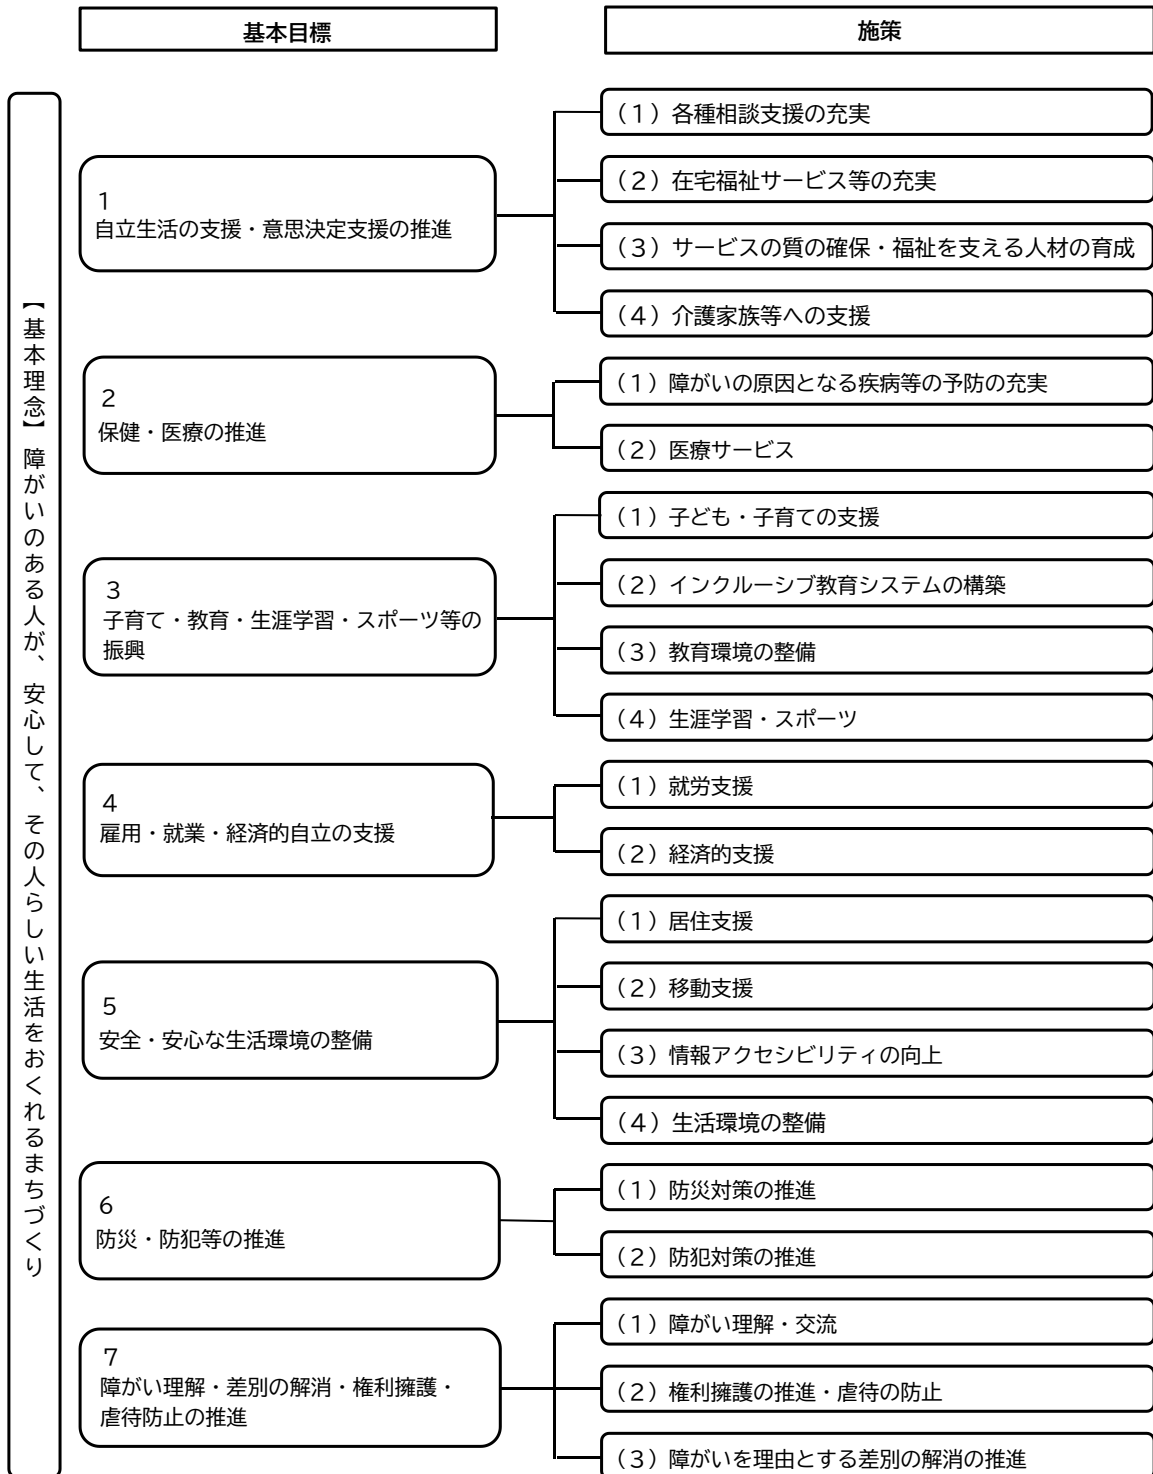 基本目標
施策
【基本理念】障がいのある人が、安心して、その人らしい生活をおくれるまちづくり
1
自立生活の支援・意思決定支援の推進
（1）各種相談支援の充実
（2）在宅福祉サービス等の充実
（3）サービスの質の確保・福祉を支える人材の育成
（4）介護家族等への支援
2
保健・医療の推進
（1）障がいの原因となる疾病等の予防の充実
（2）医療サービス
3
子育て・教育・生涯学習・スポーツ等の
振興
（1）子ども・子育ての支援
（2）インクルーシブ教育システムの構築
（3）教育環境の整備
（4）生涯学習・スポーツ
4
雇用・就業・経済的自立の支援
（1）就労支援
（2）経済的支援
5
安全・安心な生活環境の整備
（1）居住支援
（2）移動支援
（3）情報アクセシビリティの向上
（4）生活環境の整備
6
防災・防犯等の推進
（1）防災対策の推進
（2）防犯対策の推進
7
障がい理解・差別の解消・権利擁護・
虐待防止の推進
（1）障がい理解・交流
（2）権利擁護の推進・虐待の防止
（3）障がいを理由とする差別の解消の推進